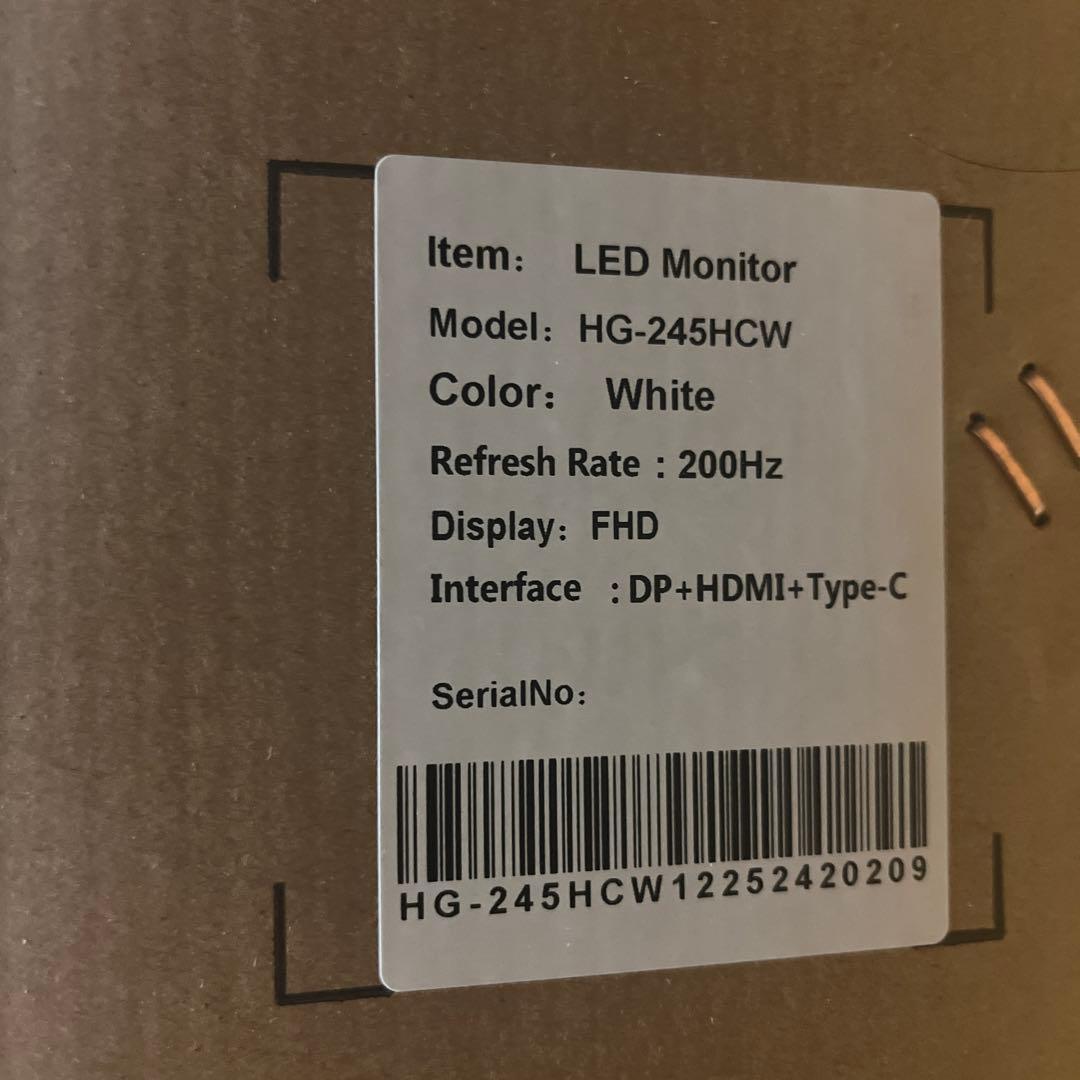 Item： LED Monitor
Model：HG-245HCW
Color： White
Refresh Rate : 200Hz
Display：FHD
Interface : DP+HDMI+Type-C
SerialNo：
HG-245HCW12252420209